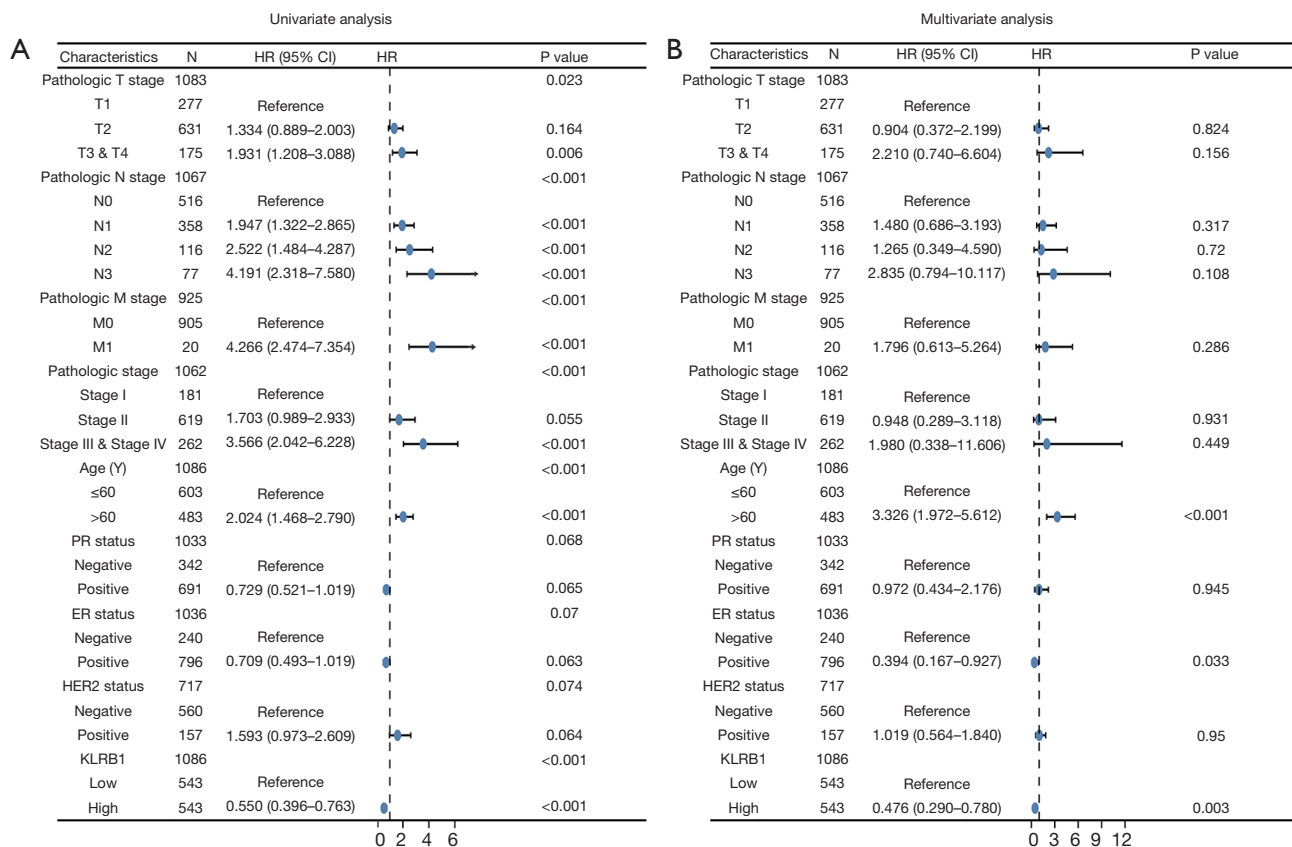 Univariate analysis
A
Characteristics N HR (95% CI) HR P value
Pathologic T stage 1083 0.023
T1 277 Reference
T2 631 1.334 (0.889–2.003) 0.164
T3 & T4 175 1.931 (1.208–3.088) 0.006
Pathologic N stage 1067 <0.001
N0 516 Reference
N1 358 1.947 (1.322–2.865) <0.001
N2 116 2.522 (1.484–4.287) <0.001
N3 77 4.191 (2.318–7.580) <0.001
Pathologic M stage 925 <0.001
M0 905 Reference
M1 20 4.266 (2.474–7.354) <0.001
Pathologic stage 1062 <0.001
Stage I 181 Reference
Stage II 619 1.703 (0.989–2.933) 0.055
Stage III & Stage IV 262 3.566 (2.042–6.228) <0.001
Age (Y) 1086 <0.001
≤60 603 Reference
>60 483 2.024 (1.468–2.790) <0.001
PR status 1033 0.068
Negative 342 Reference
Positive 691 0.729 (0.521–1.019) 0.065
ER status 1036 0.07
Negative 240 Reference
Positive 796 0.709 (0.493–1.019) 0.063
HER2 status 717 0.074
Negative 560 Reference
Positive 157 1.593 (0.973–2.609) 0.064
KLRB1 1086 <0.001
Low 543 Reference
High 543 0.550 (0.396–0.763) <0.001
0 2 4 6
Multivariate analysis
B
Characteristics N HR (95% CI) HR P value
Pathologic T stage 1083
T1 277 Reference
T2 631 0.904 (0.372–2.199) 0.824
T3 & T4 175 2.210 (0.740–6.604) 0.156
Pathologic N stage 1067
N0 516 Reference
N1 358 1.480 (0.686–3.193) 0.317
N2 116 1.265 (0.349–4.590) 0.72
N3 77 2.835 (0.794–10.117) 0.108
Pathologic M stage 925
M0 905 Reference
M1 20 1.796 (0.613–5.264) 0.286
Pathologic stage 1062
Stage I 181 Reference
Stage II 619 0.948 (0.289–3.118) 0.931
Stage III & Stage IV 262 1.980 (0.338–11.606) 0.449
Age (Y) 1086
≤60 603 Reference
>60 483 3.326 (1.972–5.612) <0.001
PR status 1033
Negative 342 Reference
Positive 691 0.972 (0.434–2.176) 0.945
ER status 1036
Negative 240 Reference
Positive 796 0.394 (0.167–0.927) 0.033
HER2 status 717
Negative 560 Reference
Positive 157 1.019 (0.564–1.840) 0.95
KLRB1 1086
Low 543 Reference
High 543 0.476 (0.290–0.780) 0.003
0 3 6 9 12